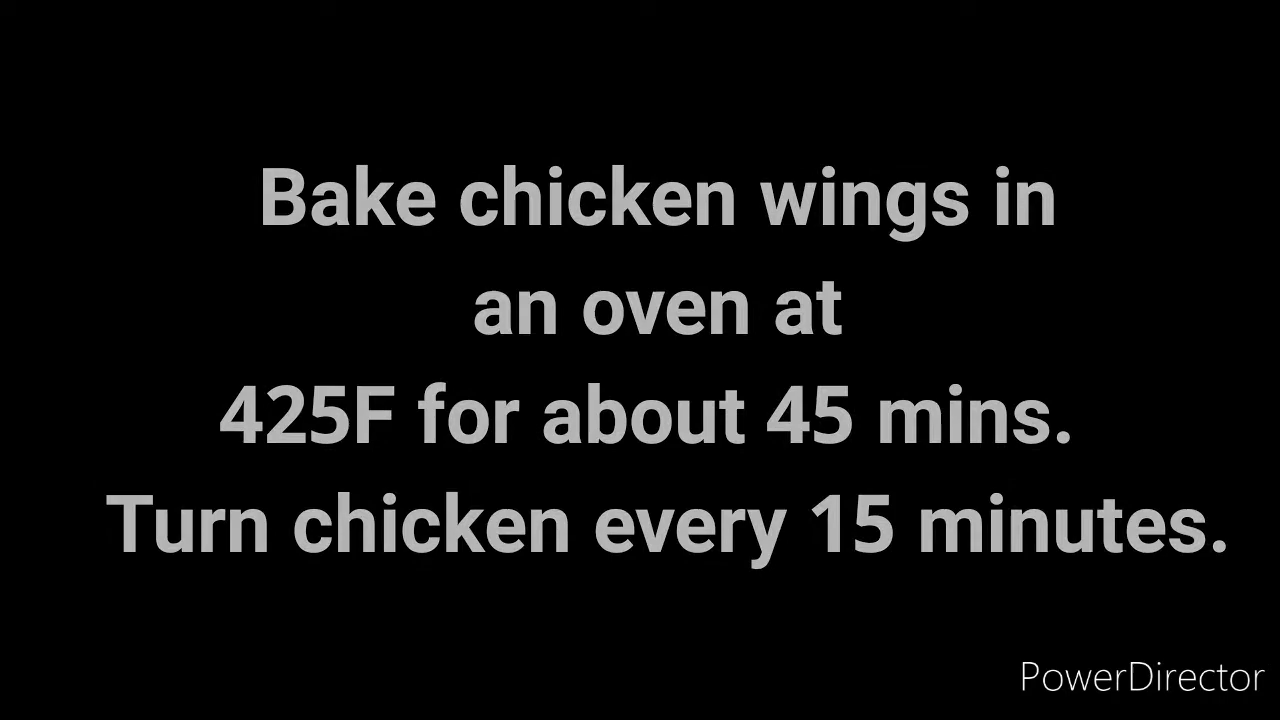 Bake chicken wings in
an oven at
425F for about 45 mins.
Turn chicken every 15 minutes.
PowerDirector